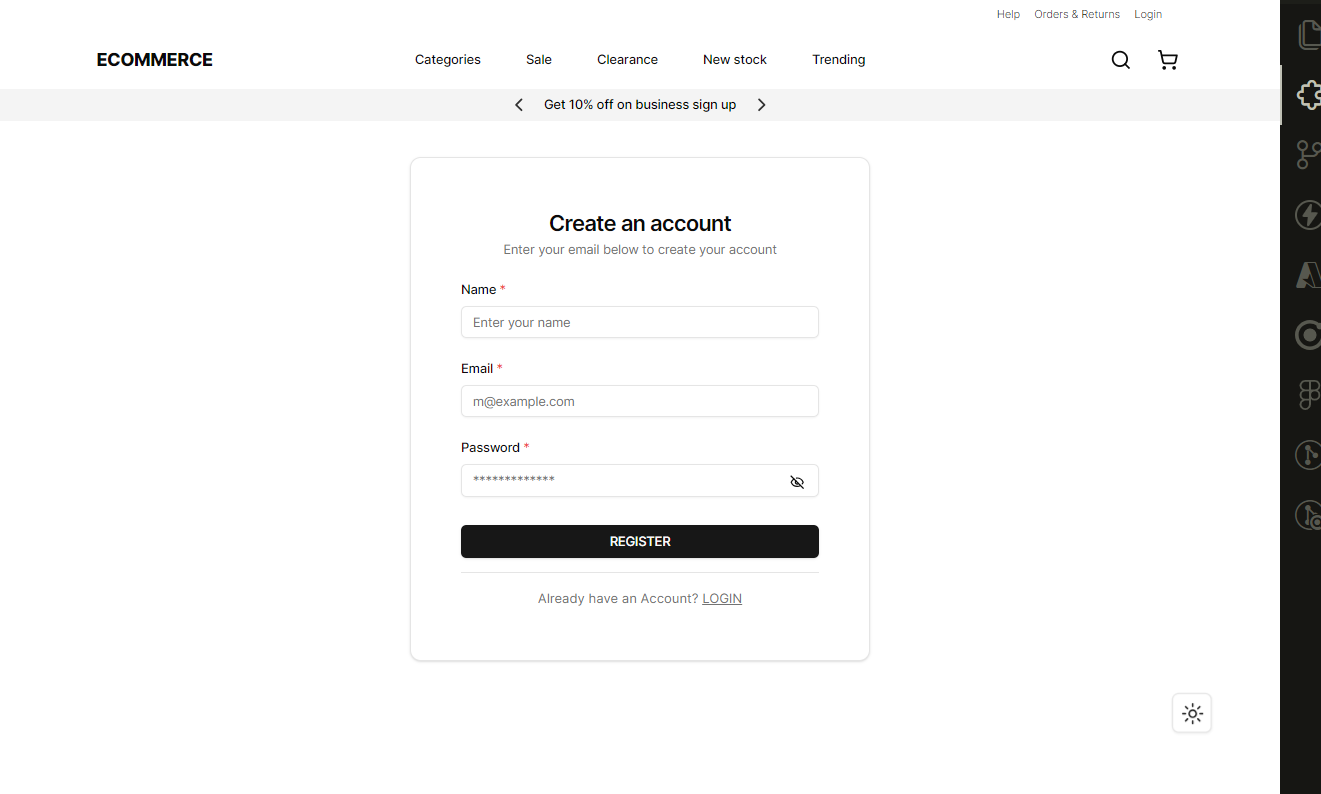 Help Orders & Returns Login
ECOMMERCE Categories Sale Clearance New stock Trending
Get 10% off on business sign up
Create an account
Enter your email below to create your account
Name *
Enter your name
Email *
m@example.com
Password *
*************
REGISTER
Already have an Account? LOGIN